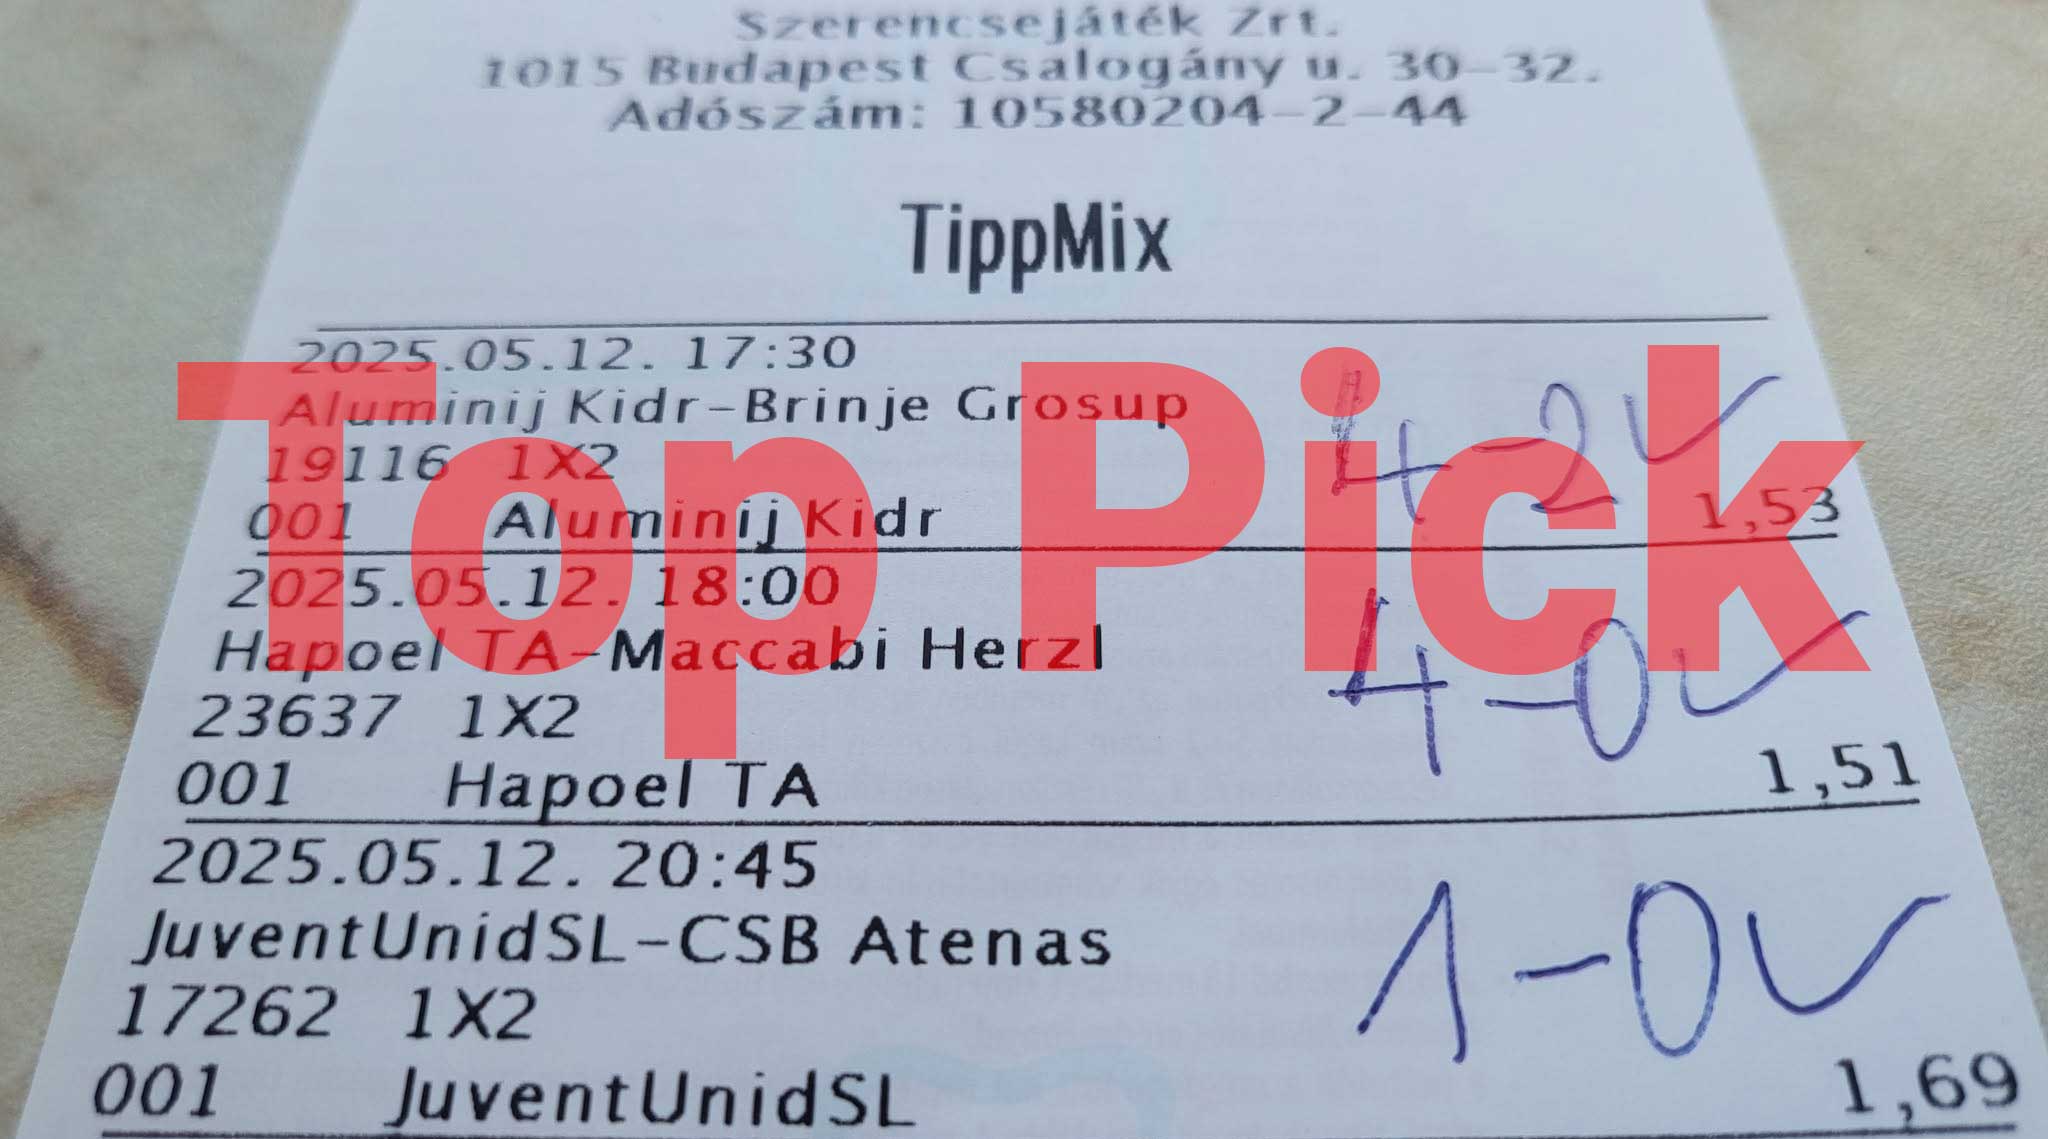 Szerencsejáték Zrt.
1015 Budapest Csalogány u. 30-32.
Adószám: 10580204-2-44
TippMix
2025.05.12. 17:30
Aluminij Kidr-Brinje Grosup
4-2
19116 1X2
001 Aluminij Kidr 1,53
2025.05.12. 18:00
Hapoel TA-Maccabi Herzl
4-0
23637 1X2
001 Hapoel TA 1,51
2025.05.12. 20:45
JuventUnidSL-CSB Atenas
1-0
17262 1X2
001 JuventUnidSL 1,69
Top Pick